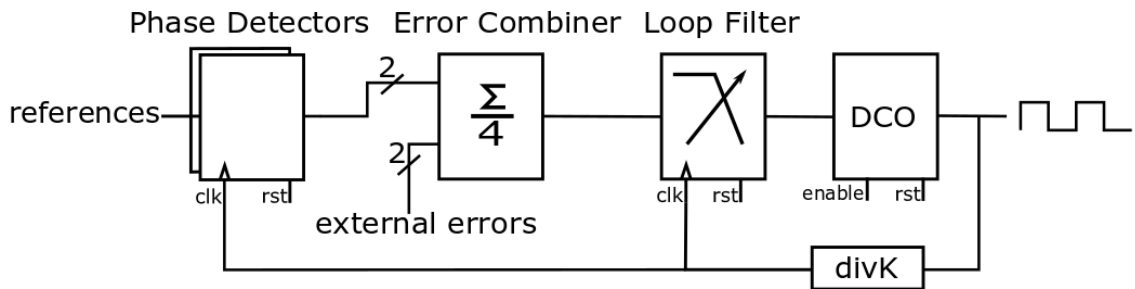 Phase Detectors
Error Combiner
Loop Filter
references
2
Σ
4
2
DCO
clk
rst
clk
rst
enable
rst
external errors
divK